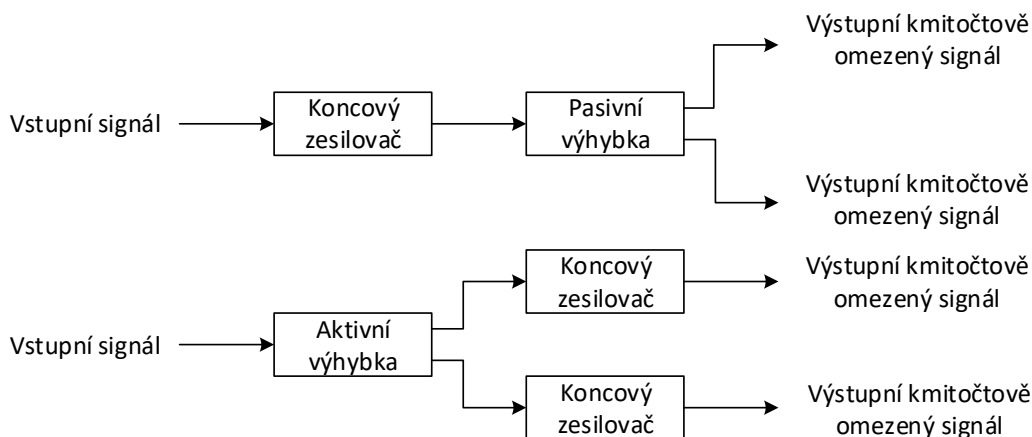 Výstupní kmitočtově
omezený signál
Vstupní signál
Koncový
zesilovač
Pasivní
výhybka
Výstupní kmitočtově
omezený signál
Koncový
zesilovač
Výstupní kmitočtově
omezený signál
Vstupní signál
Aktivní
výhybka
Koncový
zesilovač
Výstupní kmitočtově
omezený signál